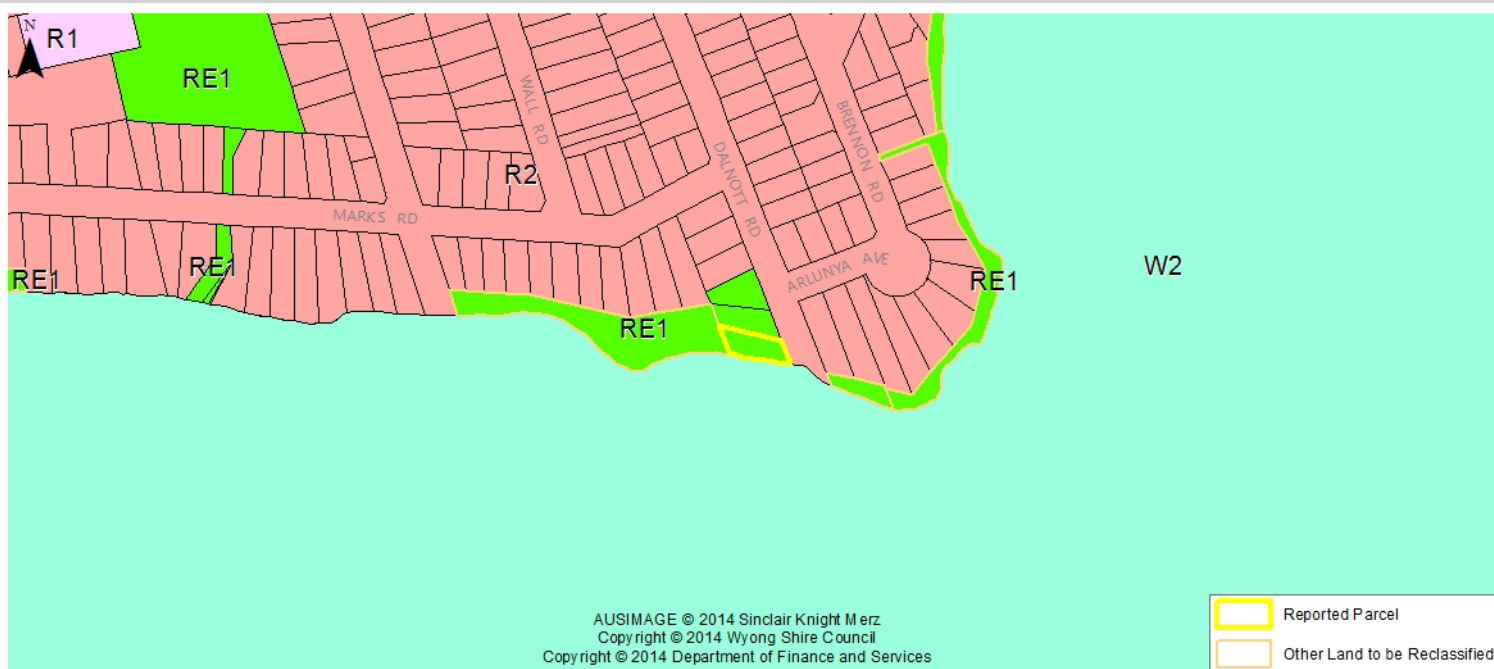 N
R1
RE1
WALL RD
BRENNON RD
R2
DALNOTT RD
MARKS RD
RE1
RE1
ARLUNYA AVE
RE1
W2
RE1
AUSIMAGE © 2014 Sinclair Knight Merz
Copyright © 2014 Wyong Shire Council
Copyright © 2014 Department of Finance and Services
Reported Parcel
Other Land to be Reclassified